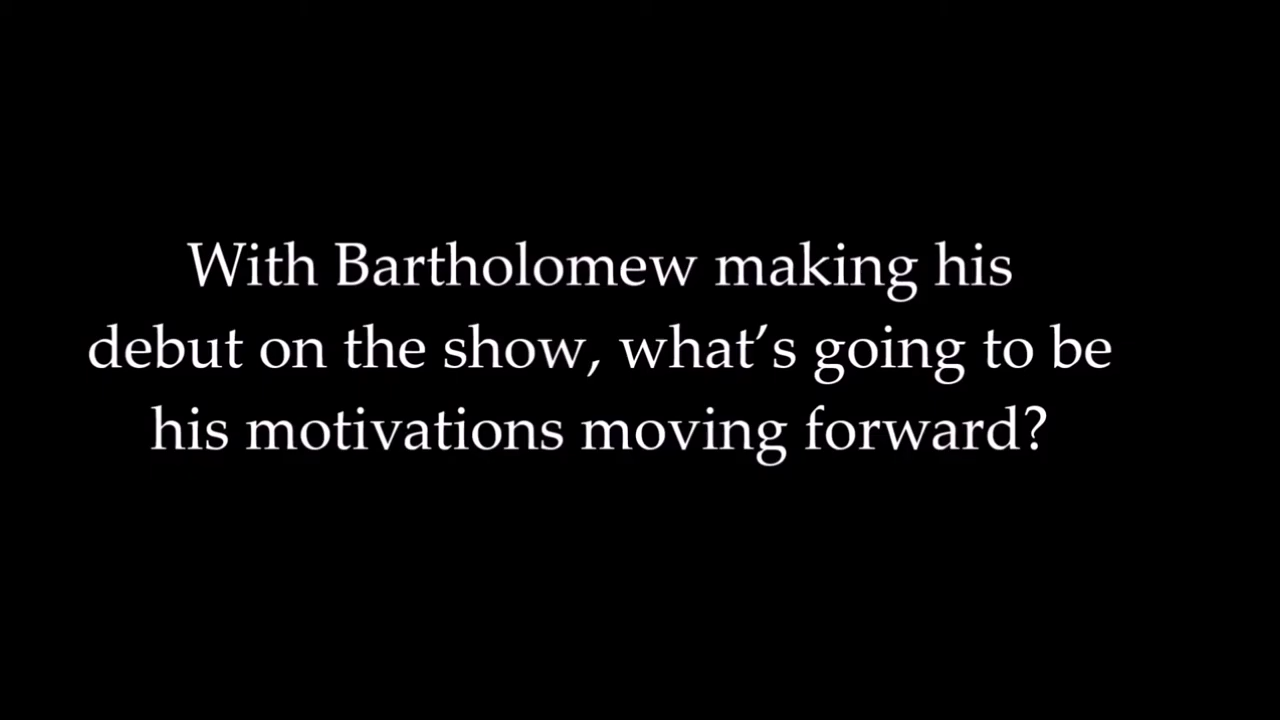 With Bartholomew making his
debut on the show, what’s going to be
his motivations moving forward?